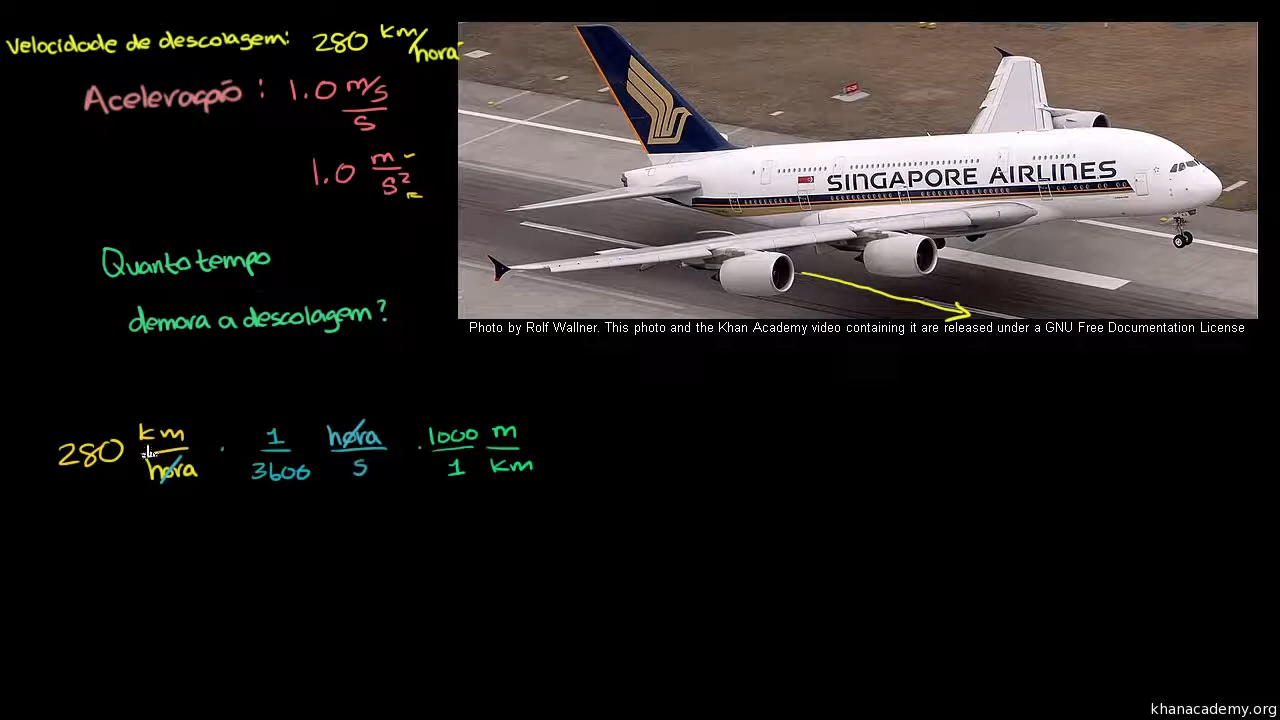 Velocidade de descolagem: 280 km/hora
Aceleração: 1.0 m/s/s
1.0 m/s²
Quanto tempo
demora a descolagem?
SINGAPORE AIRLINES
Photo by Rolf Wallner. This photo and the Khan Academy video containing it are released under a GNU Free Documentation License
280 km/hora · 1/3600 hora/s · 1000/1 m/km
khanacademy.org